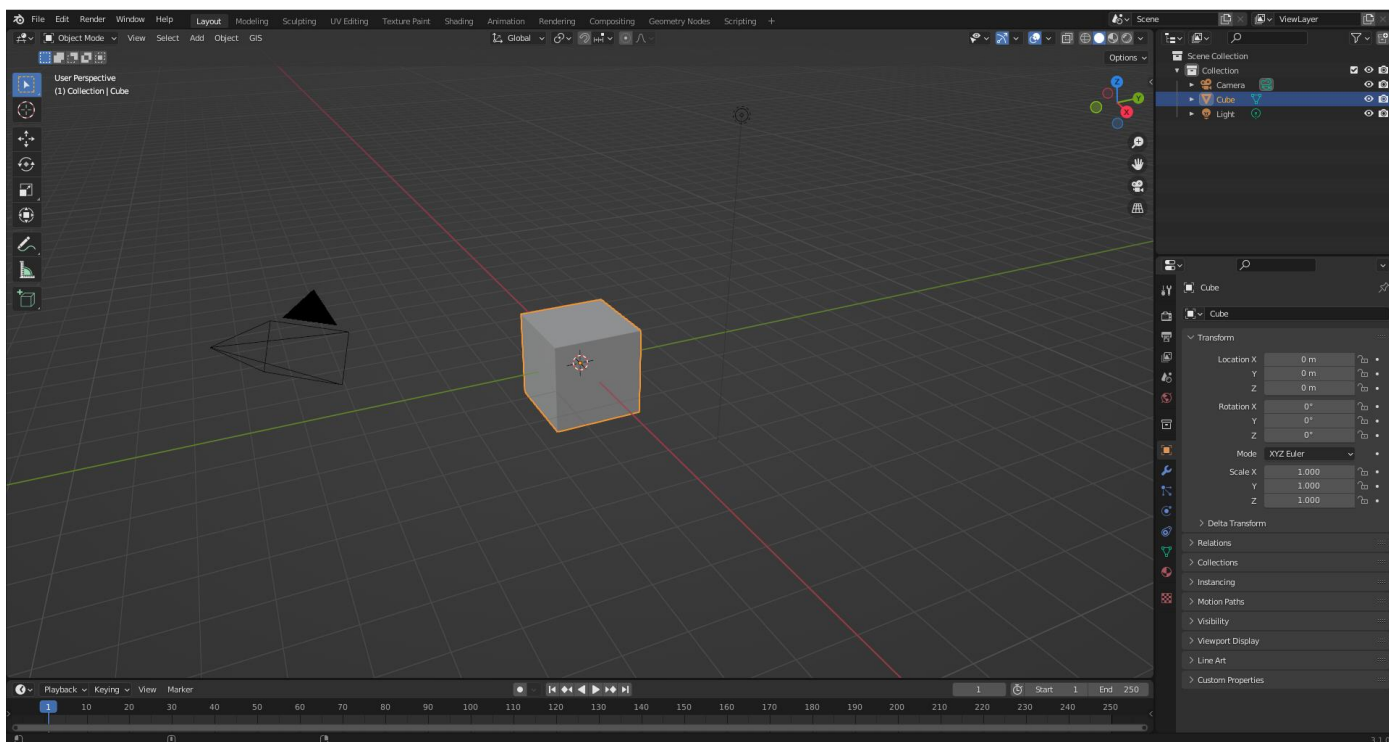 File Edit Render Window Help Layout Modeling Sculpting UV Editing Texture Paint Shading Animation Rendering Compositing Geometry Nodes Scripting + Scene ViewLayer
Object Mode View Select Add Object GIS Global
Options
User Perspective
(1) Collection | Cube
Z
Y
X
Scene Collection
Collection
Camera
Cube
Light
Cube
Cube
Transform
Location X 0 m
Y 0 m
Z 0 m
Rotation X 0°
Y 0°
Z 0°
Mode XYZ Euler
Scale X 1.000
Y 1.000
Z 1.000
Delta Transform
Relations
Collections
Instancing
Motion Paths
Visibility
Viewport Display
Line Art
Custom Properties
Playback Keying View Marker 1 Start 1 End 250
1 10 20 30 40 50 60 70 80 90 100 110 120 130 140 150 160 170 180 190 200 210 220 230 240 250